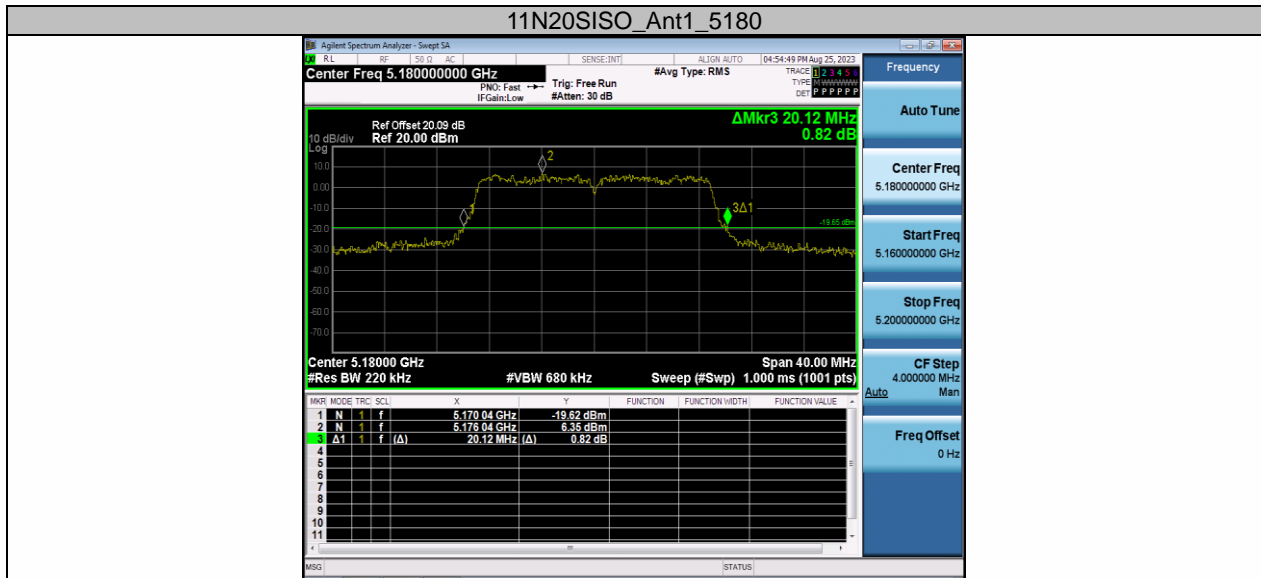 11N20SISO_Ant1_5180
Agilent Spectrum Analyzer - Swept SA
RL RF 50 Ω AC SENSE:INT ALIGN AUTO 04:54:49 PM Aug 25, 2023
Center Freq 5.180000000 GHz
PNO: Fast
IFGain:Low
Trig: Free Run
#Atten: 30 dB
#Avg Type: RMS
TRACE 1 2 3 4 5 6
TYPE M WWWWW
DET P P P P P P
ΔMkr3 20.12 MHz
0.82 dB
Ref Offset 20.09 dB
10 dB/div Ref 20.00 dBm
Log
10.0
0.00
-10.0
-20.0
-30.0
-40.0
-50.0
-60.0
-70.0
1
2
3Δ1
-19.65 dBm
Center 5.18000 GHz Span 40.00 MHz
#Res BW 220 kHz #VBW 680 kHz Sweep (#Swp) 1.000 ms (1001 pts)
MKR MODE TRC SCL X Y FUNCTION FUNCTION WIDTH FUNCTION VALUE
1 N 1 f 5.170 04 GHz -19.62 dBm
2 N 1 f 5.176 04 GHz 6.35 dBm
3 Δ1 1 f (Δ) 20.12 MHz (Δ) 0.82 dB
4
5
6
7
8
9
10
11
MSG STATUS
Frequency
Auto Tune
Center Freq
5.180000000 GHz
Start Freq
5.160000000 GHz
Stop Freq
5.200000000 GHz
CF Step
4.000000 MHz
Auto Man
Freq Offset
0 Hz